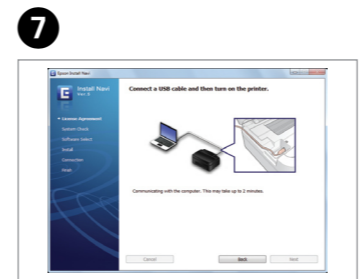 7
Epson Install Navi
Install Navi
Connect a USB cable and then turn on the printer.
License Agreement
System Check
Software Select
Install
Connection
Finish
Communicating with the computer. This may take up to 2 minutes.
Cancel
Back
Next